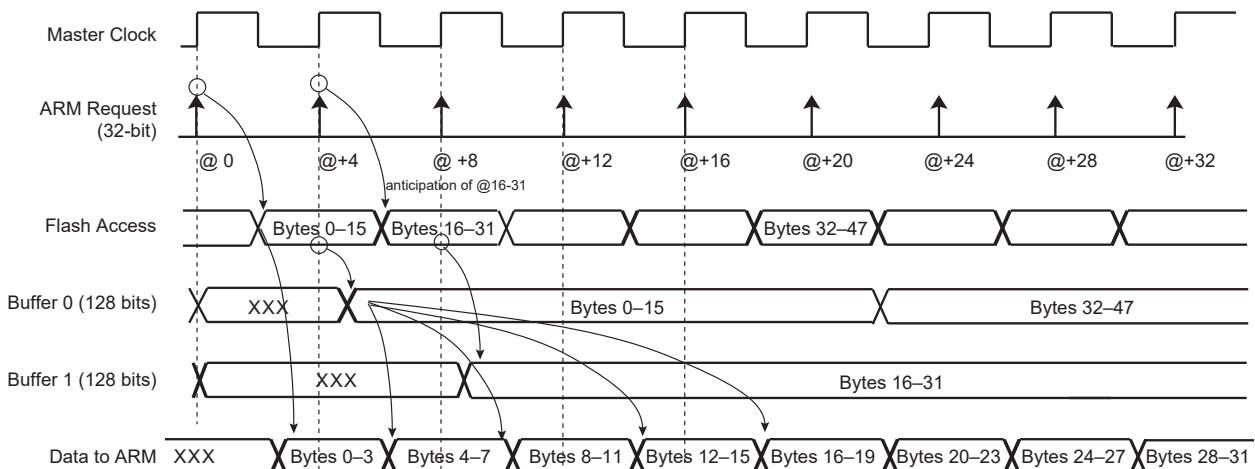 Master Clock
ARM Request
(32-bit)
@ 0 @+4 @ +8 @+12 @+16 @+20 @+24 @+28 @+32
anticipation of @16-31
Flash Access Bytes 0–15 Bytes 16–31 Bytes 32–47
Buffer 0 (128 bits) XXX Bytes 0–15 Bytes 32–47
Buffer 1 (128 bits) XXX Bytes 16–31
Data to ARM XXX Bytes 0–3 Bytes 4–7 Bytes 8–11 Bytes 12–15 Bytes 16–19 Bytes 20–23 Bytes 24–27 Bytes 28–31